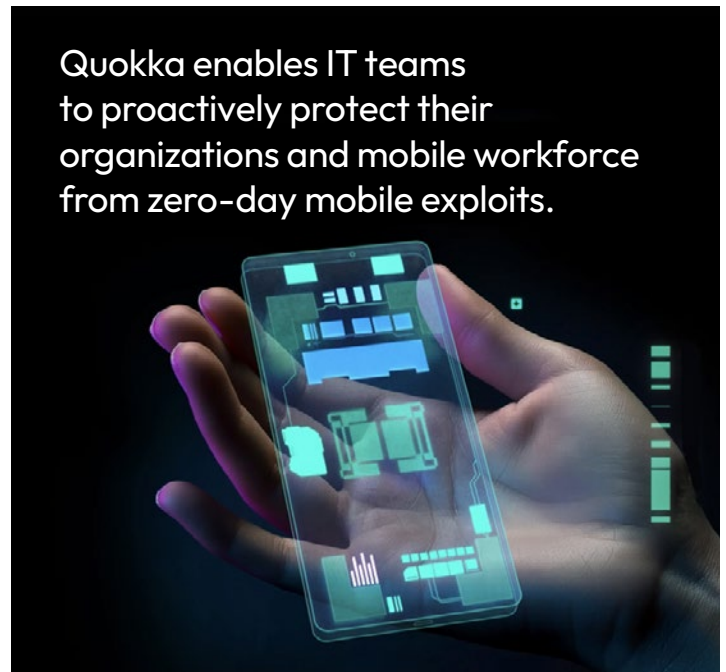 Quokka enables IT teams
to proactively protect their
organizations and mobile workforce
from zero-day mobile exploits.